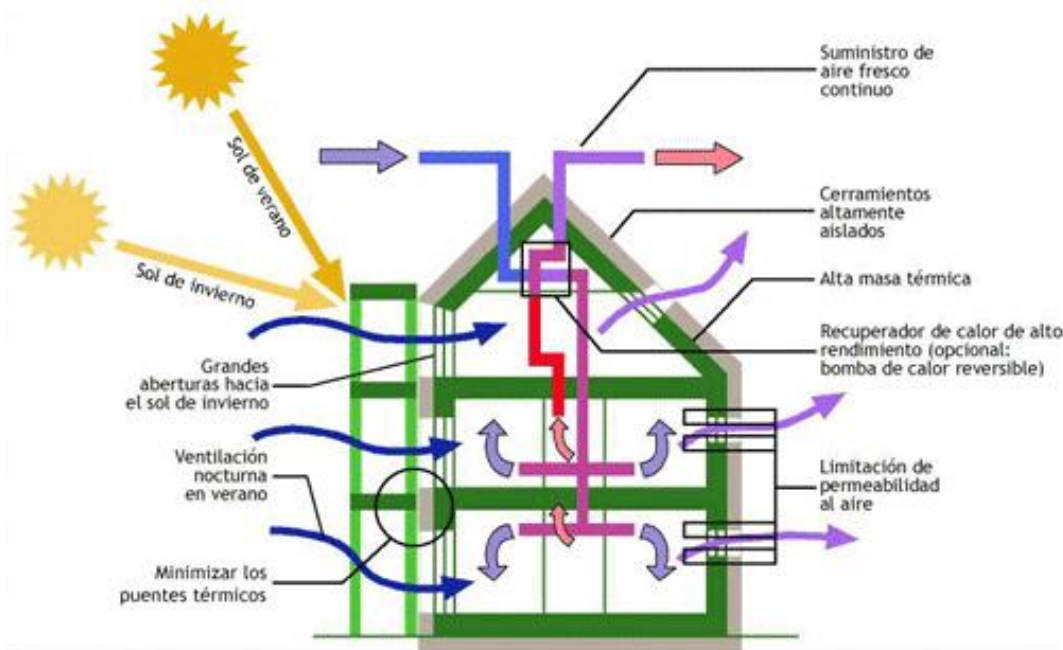 Sol de verano
Sol de invierno
Suministro de
aire fresco
continuo
Cerramientos
altamente
aislados
Alta masa térmica
Recuperador de calor de alto
rendimiento (opcional:
bomba de calor reversible)
Limitación de
permeabilidad
al aire
Grandes
aberturas hacia
el sol de invierno
Ventilación
nocturna
en verano
Minimizar los
puentes térmicos